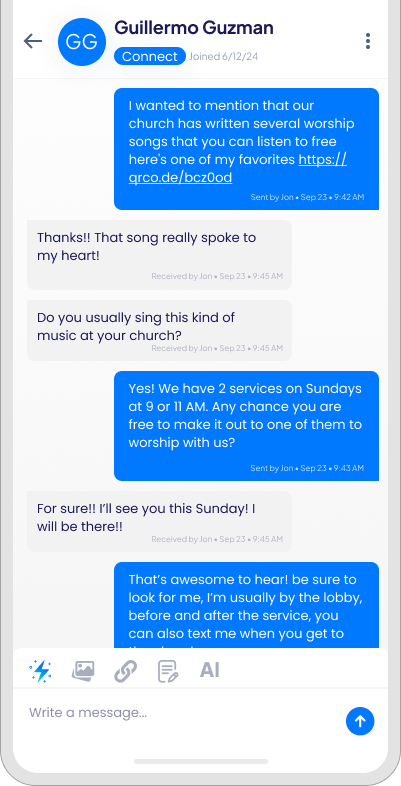 Guillermo Guzman
GG
Connect Joined 6/12/24
I wanted to mention that our
church has written several worship
songs that you can listen to free
here's one of my favorites https://
qrco.de/bcz0od
Sent by Jon • Sep 23 • 9:42 AM
Thanks!! That song really spoke to
my heart!
Received by Jon • Sep 23 • 9:45 AM
Do you usually sing this kind of
music at your church?
Received by Jon • Sep 23 • 9:45 AM
Yes! We have 2 services on Sundays
at 9 or 11 AM. Any chance you are
free to make it out to one of them to
worship with us?
Sent by Jon • Sep 23 • 9:43 AM
For sure!! I’ll see you this Sunday! I
will be there!!
Received by Jon • Sep 23 • 9:45 AM
That’s awesome to hear! be sure to
look for me, I’m usually by the lobby,
before and after the service, you
can also text me when you get to
AI
Write a message...